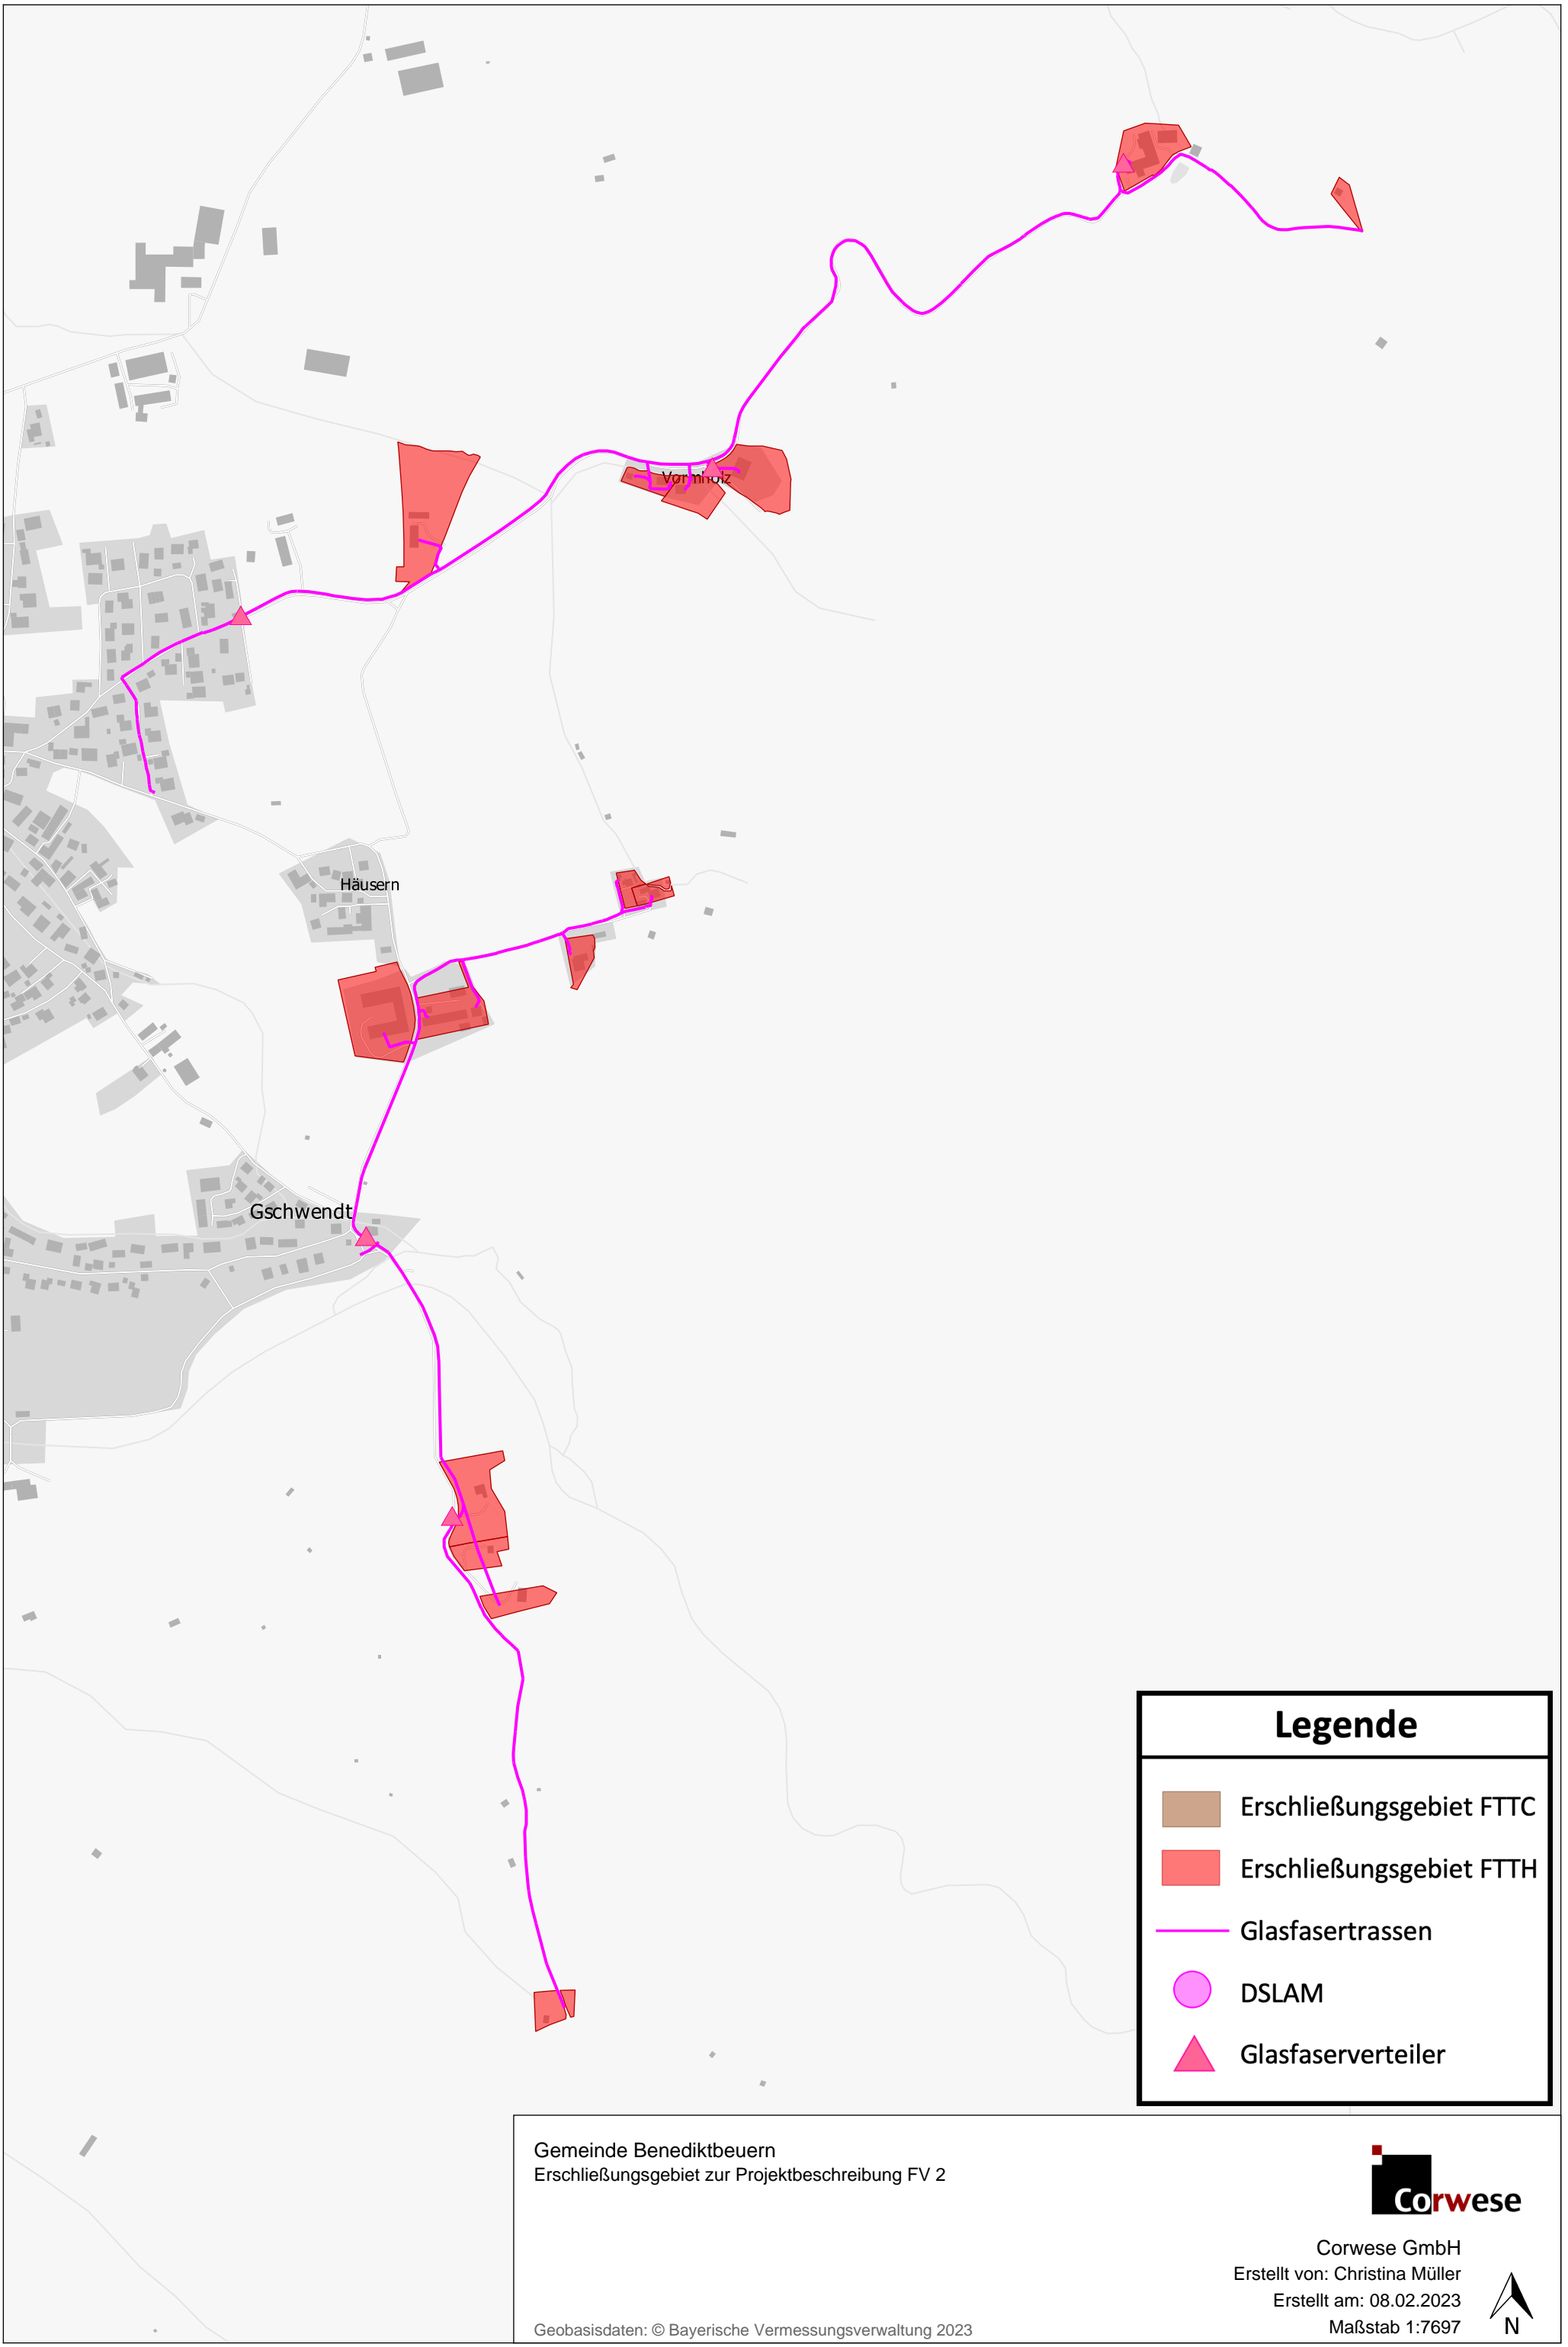 Vormholz
Häusern
Gschwendt
Legende
Erschließungsgebiet FTTC
Erschließungsgebiet FTTH
Glasfasertrassen
DSLAM
Glasfaserverteiler
Gemeinde Benediktbeuern
Erschließungsgebiet zur Projektbeschreibung FV 2
Corwese
Corwese GmbH
Erstellt von: Christina Müller
Erstellt am: 08.02.2023
Maßstab 1:7697
N
Geobasisdaten: © Bayerische Vermessungsverwaltung 2023